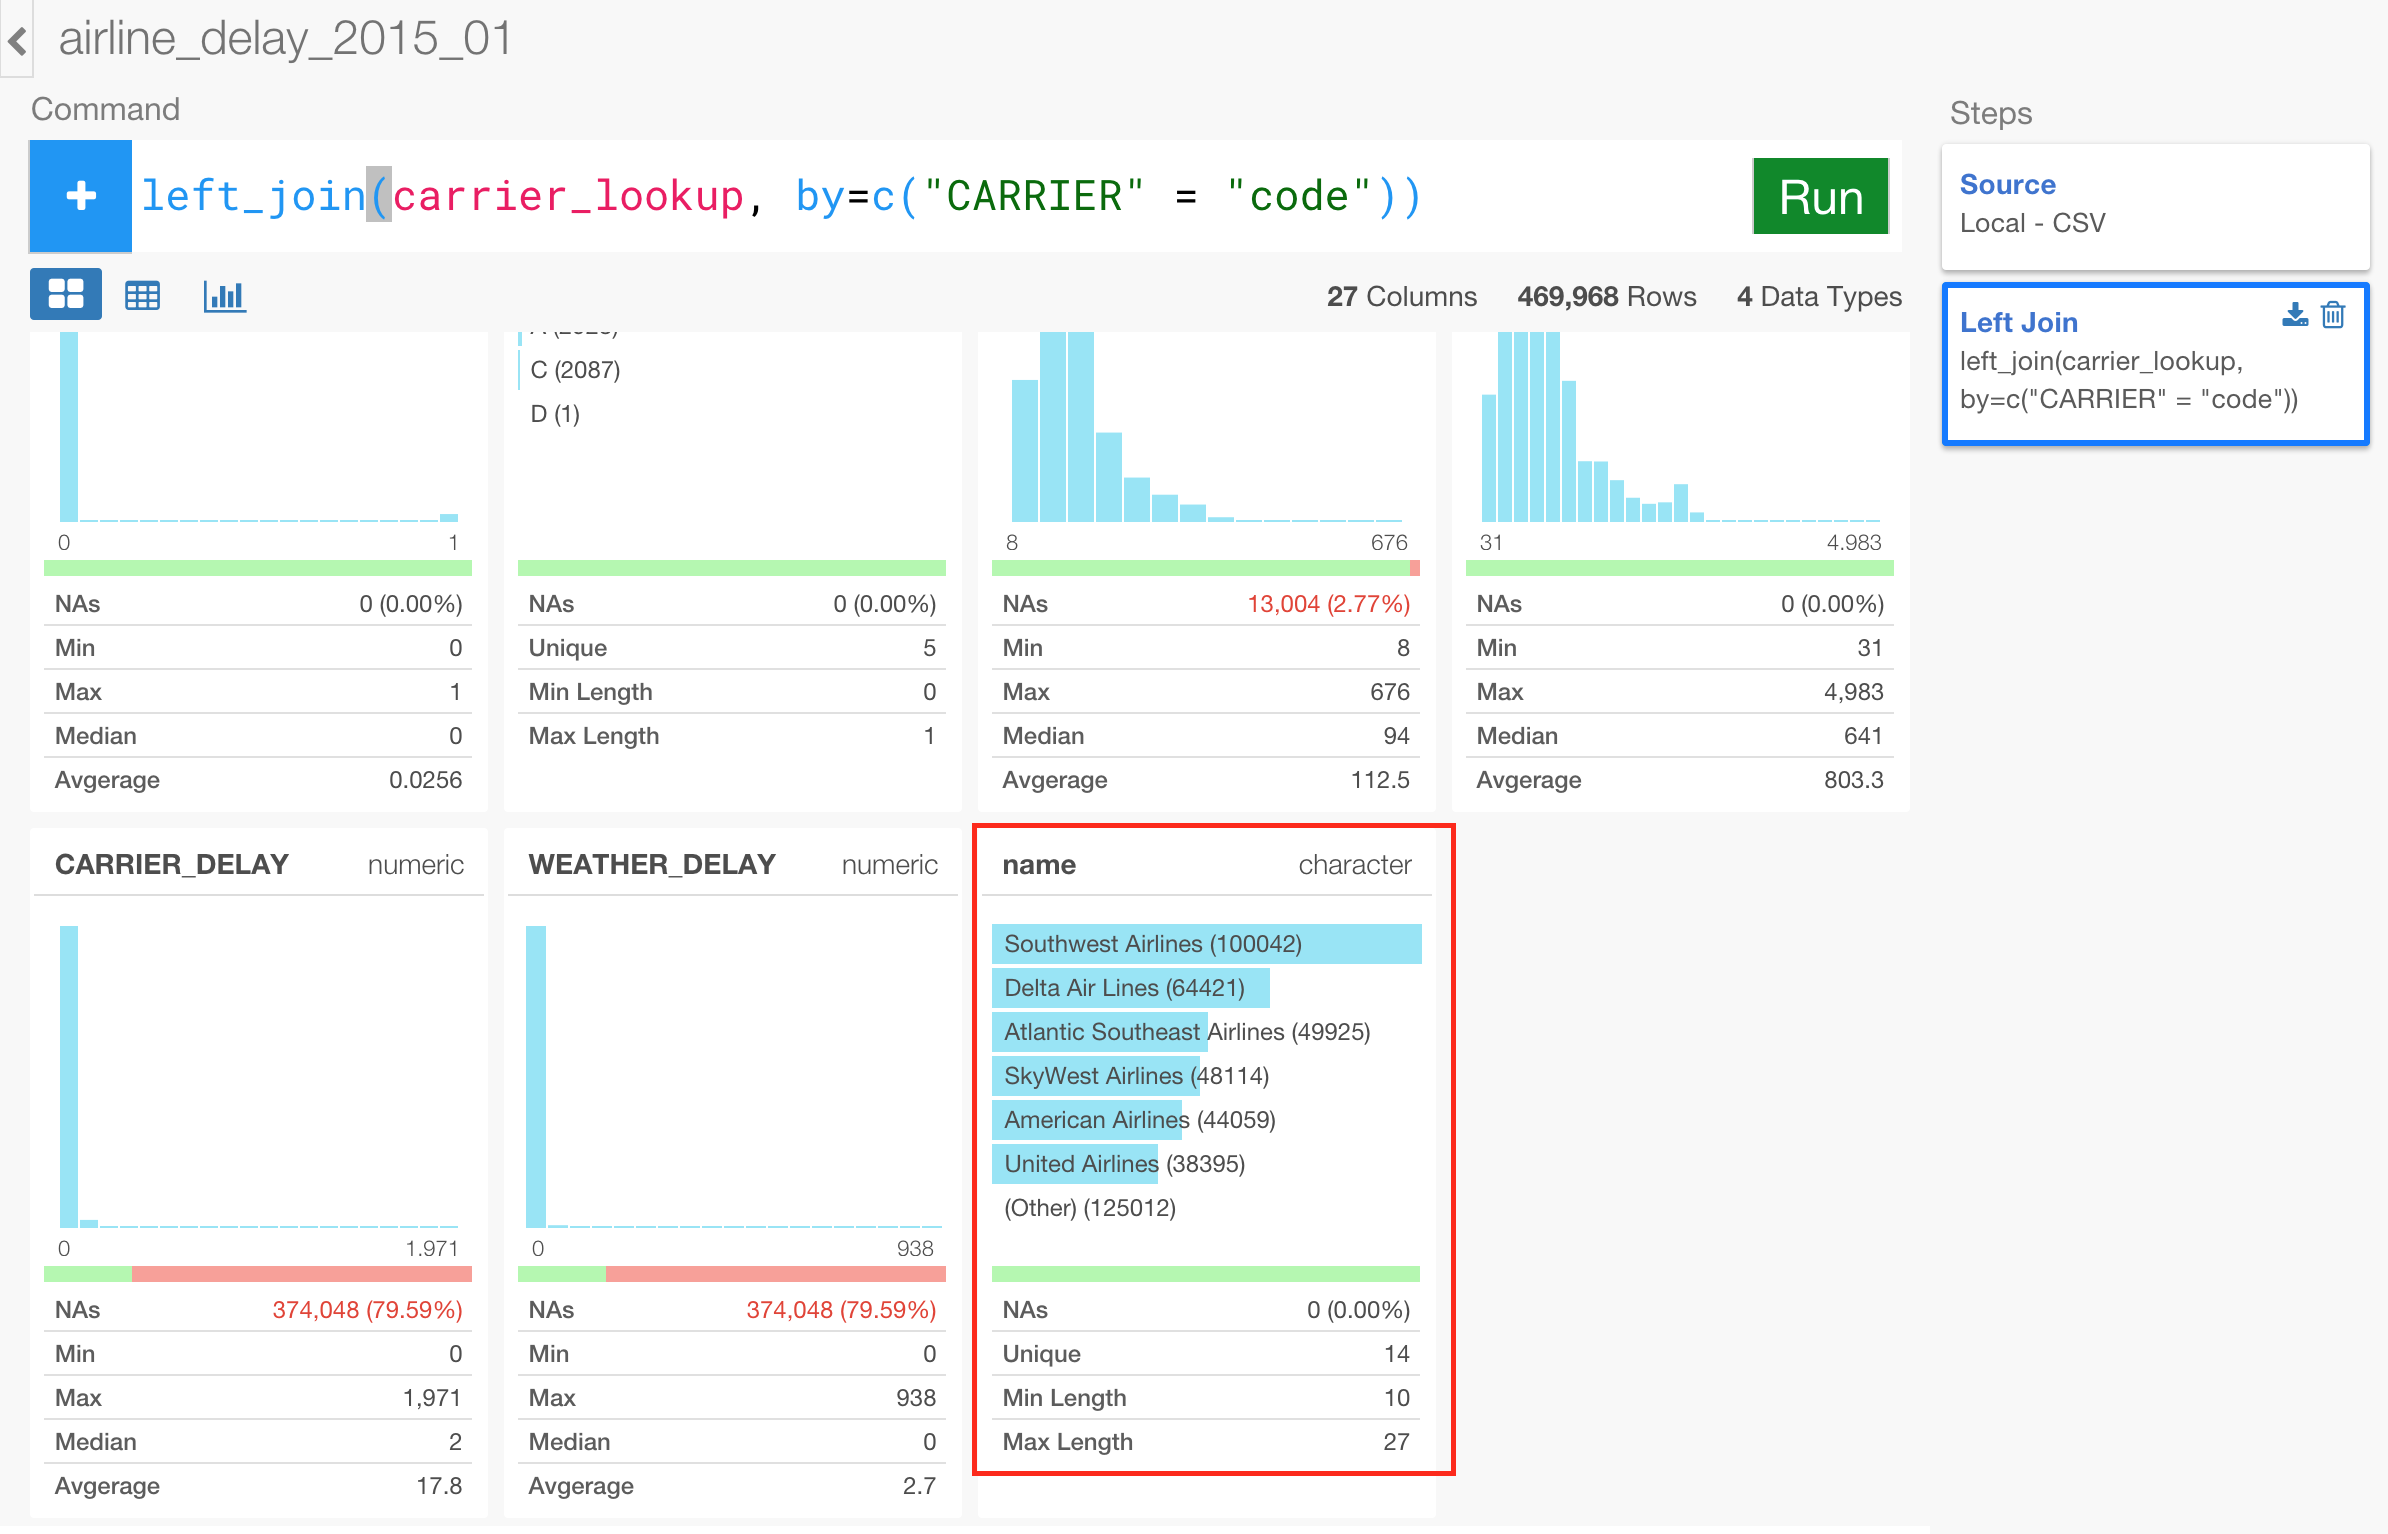 airline_delay_2015_01
Command
Steps
+ left_join(carrier_lookup, by=c("CARRIER" = "code"))
Run
Source
Local - CSV
27 Columns 469,968 Rows 4 Data Types
Left Join
left_join(carrier_lookup,
by=c("CARRIER" = "code"))
C (2087)
D (1)
0 1
8 676
31 4.983
NAs 0 (0.00%)
Min 0
Max 1
Median 0
Avgerage 0.0256
NAs 0 (0.00%)
Unique 5
Min Length 0
Max Length 1
NAs 13,004 (2.77%)
Min 8
Max 676
Median 94
Avgerage 112.5
NAs 0 (0.00%)
Min 31
Max 4,983
Median 641
Avgerage 803.3
CARRIER_DELAY numeric
0 1.971
NAs 374,048 (79.59%)
Min 0
Max 1,971
Median 2
Avgerage 17.8
WEATHER_DELAY numeric
0 938
NAs 374,048 (79.59%)
Min 0
Max 938
Median 0
Avgerage 2.7
name character
Southwest Airlines (100042)
Delta Air Lines (64421)
Atlantic Southeast Airlines (49925)
SkyWest Airlines (48114)
American Airlines (44059)
United Airlines (38395)
(Other) (125012)
NAs 0 (0.00%)
Unique 14
Min Length 10
Max Length 27